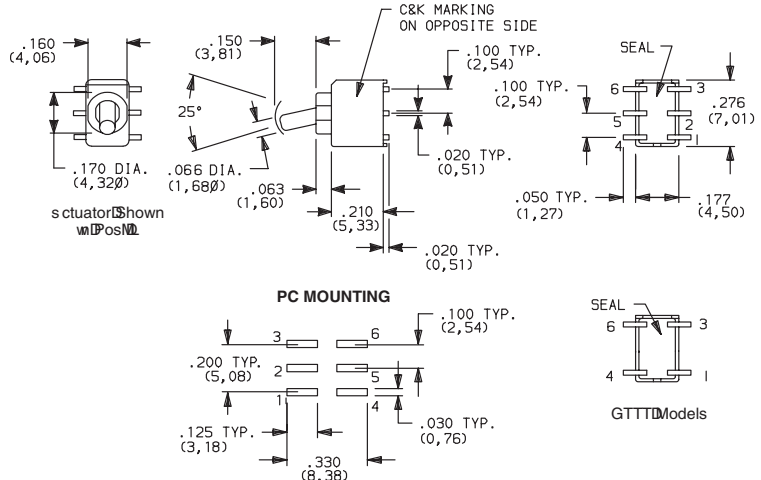 C&K MARKING
ON OPPOSITE SIDE
.160
(4,06)
.150
(3,81)
.100 TYP.
(2,54)
SEAL
6
3
.100 TYP.
(2,54)
.276
(7,01)
25°
5
2
4
1
.170 DIA.
(4,32Ø)
.066 DIA.
(1,68Ø)
.020 TYP.
(0,51)
.063
(1,60)
.050 TYP.
(1,27)
.177
(4,50)
.210
(5,33)
.020 TYP.
(0,51)
PC MOUNTING
.100 TYP.
(2,54)
SEAL
3
6
6
3
.200 TYP.
(5,08)
2
5
4
1
1
4
Models
.030 TYP.
(0,76)
.125 TYP.
(3,18)
.330
(8,38)